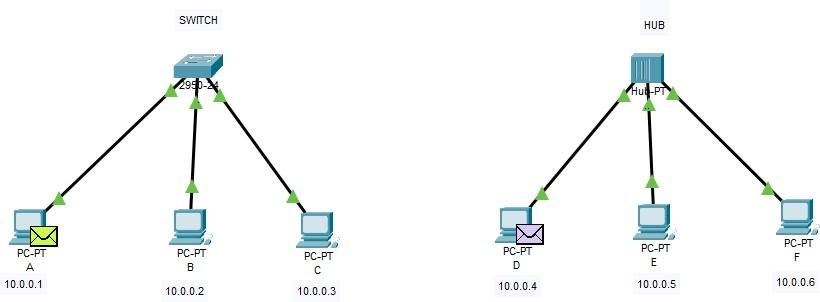 SWITCH
2950-24
PC-PT
A
10.0.0.1
PC-PT
B
10.0.0.2
PC-PT
C
10.0.0.3
HUB
Hub-PT
PC-PT
D
10.0.0.4
PC-PT
E
10.0.0.5
PC-PT
F
10.0.0.6